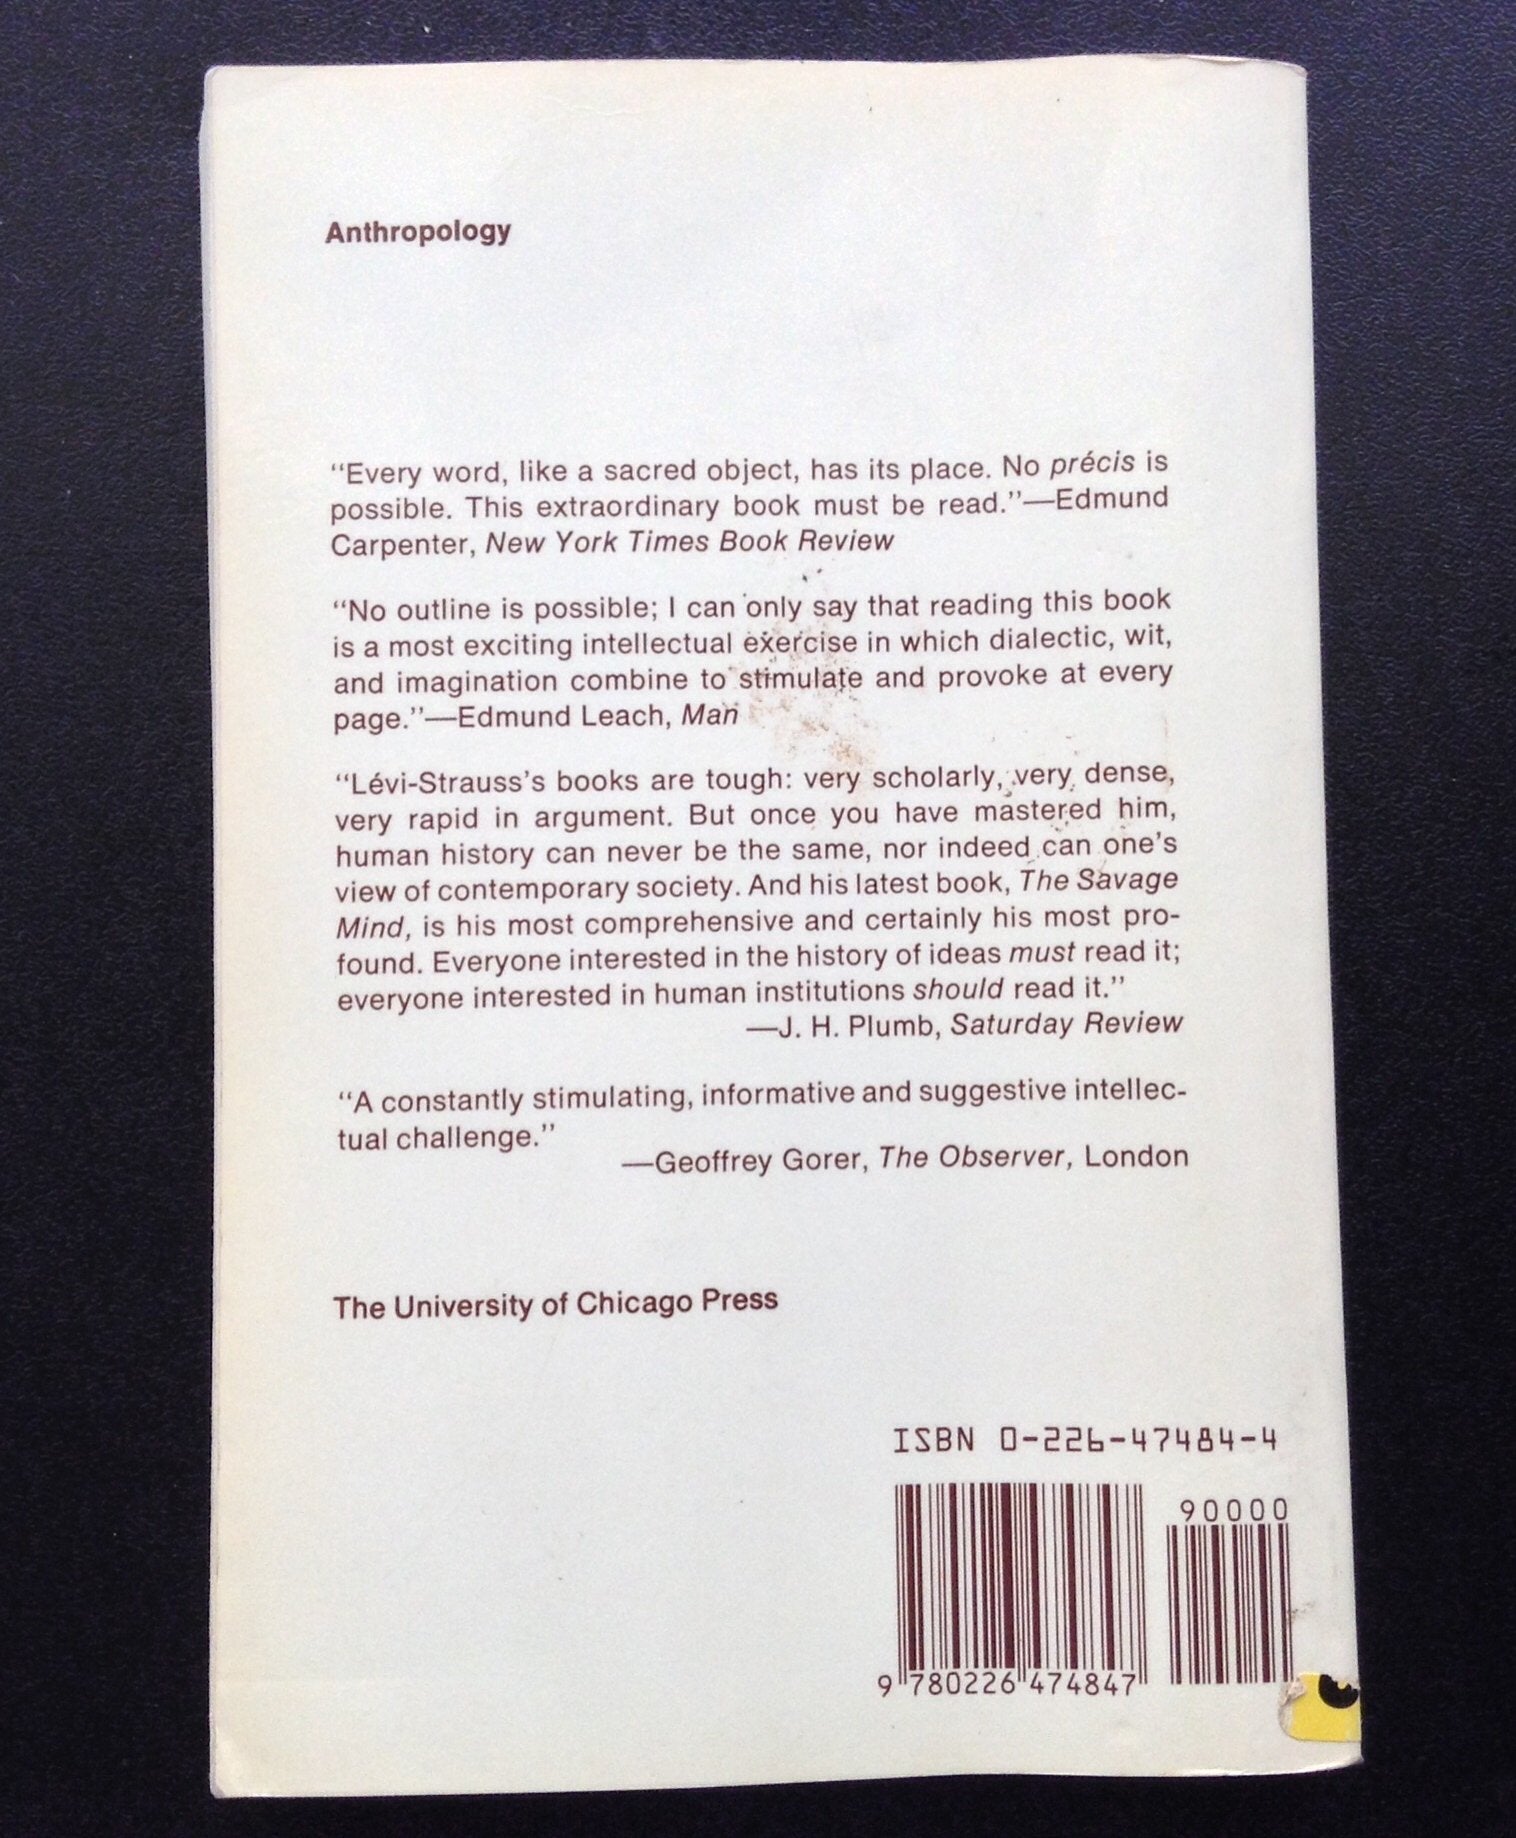 Anthropology
“Every word, like a sacred object, has its place. No précis is
possible. This extraordinary book must be read.”—Edmund
Carpenter, New York Times Book Review
“No outline is possible; I can only say that reading this book
is a most exciting intellectual exercise in which dialectic, wit,
and imagination combine to stimulate and provoke at every
page.”—Edmund Leach, Man
“Lévi-Strauss’s books are tough: very scholarly, very dense,
very rapid in argument. But once you have mastered him,
human history can never be the same, nor indeed can one’s
view of contemporary society. And his latest book, The Savage
Mind, is his most comprehensive and certainly his most pro-
found. Everyone interested in the history of ideas must read it;
everyone interested in human institutions should read it.”
—J. H. Plumb, Saturday Review
“A constantly stimulating, informative and suggestive intellec-
tual challenge.”
—Geoffrey Gorer, The Observer, London
The University of Chicago Press
ISBN 0-226-47484-4
90000
9 780226 474847